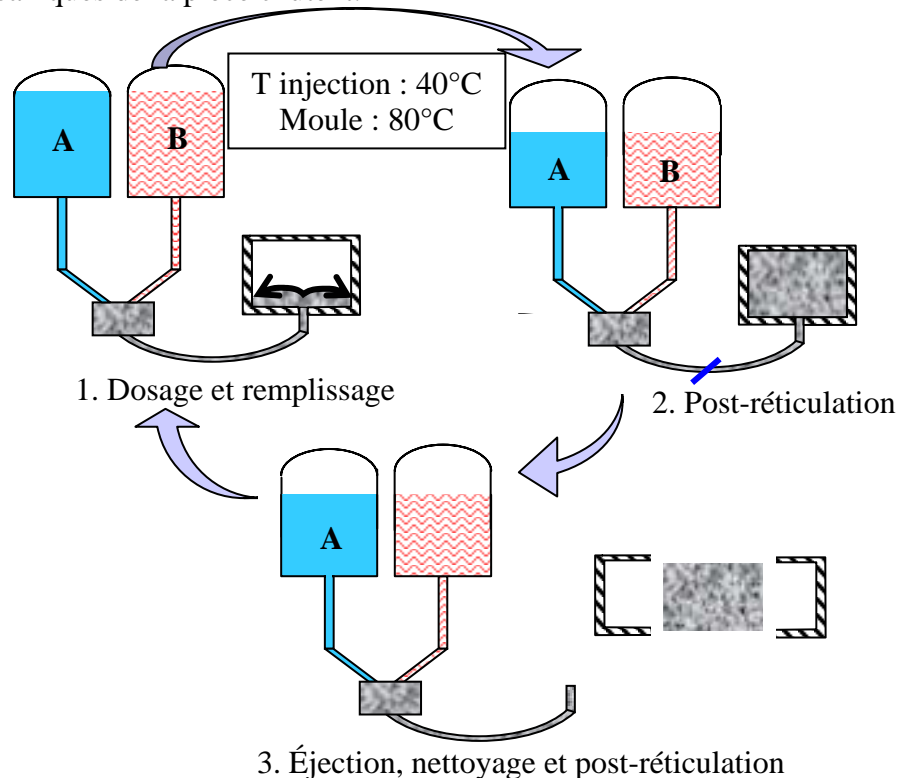 T injection : 40°C
Moule : 80°C
A
B
A
B
1. Dosage et remplissage
2. Post-réticulation
A
3. Éjection, nettoyage et post-réticulation